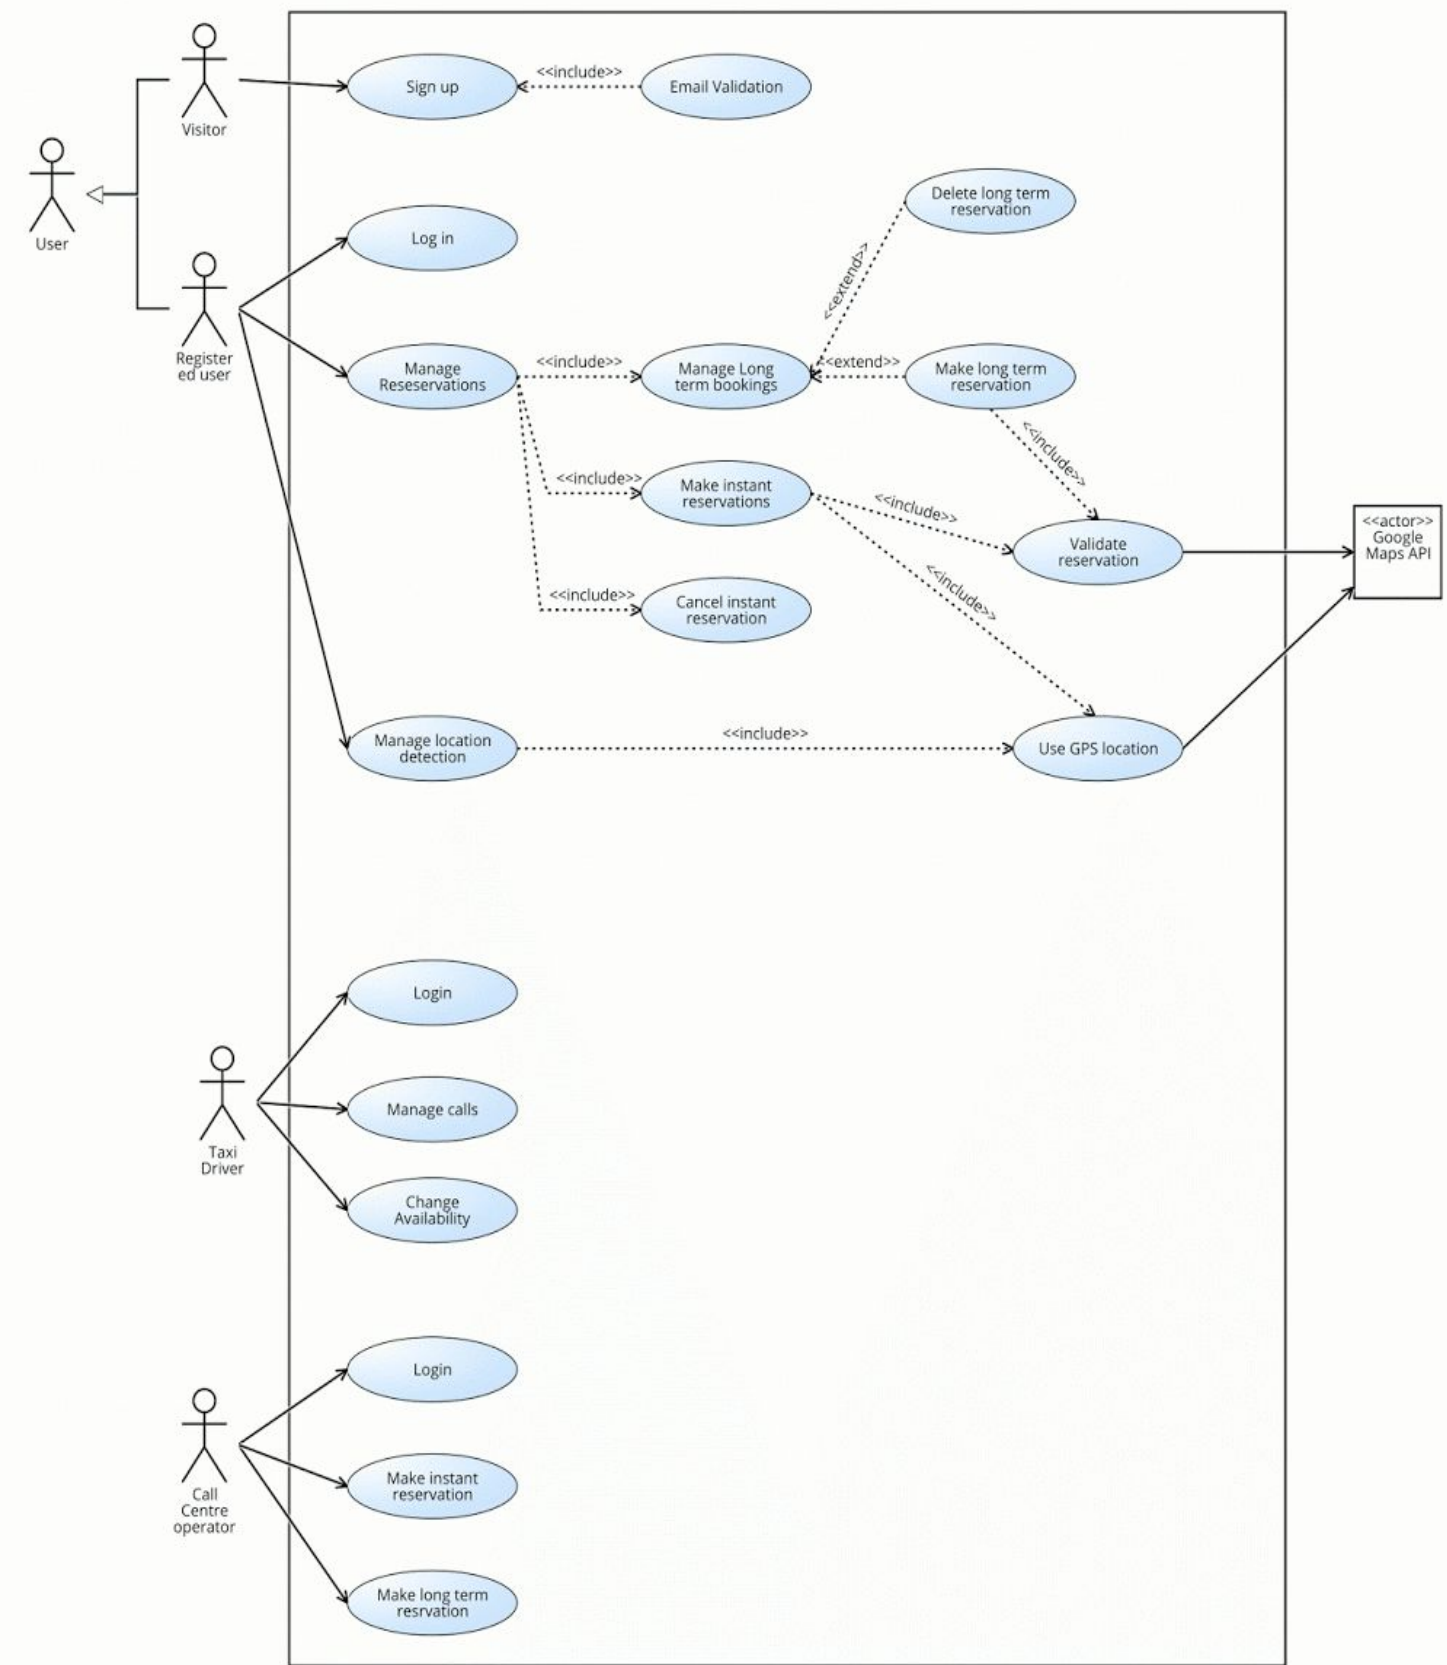 Visitor
Sign up
<<include>>
Email Validation
User
Delete long term
reservation
Log in
<<extend>>
Register
ed user
Manage
Reseservations
<<include>>
Manage Long
term bookings
<<extend>>
Make long term
reservation
<<include>>
<<include>>
Make instant
reservations
<<include>>
Validate
reservation
<<actor>>
Google
Maps API
<<include>>
Cancel instant
reservation
<<include>>
Manage location
detection
<<include>>
Use GPS location
Login
Manage calls
Taxi
Driver
Change
Availability
Login
Call
Centre
operator
Make instant
reservation
Make long term
resrvation